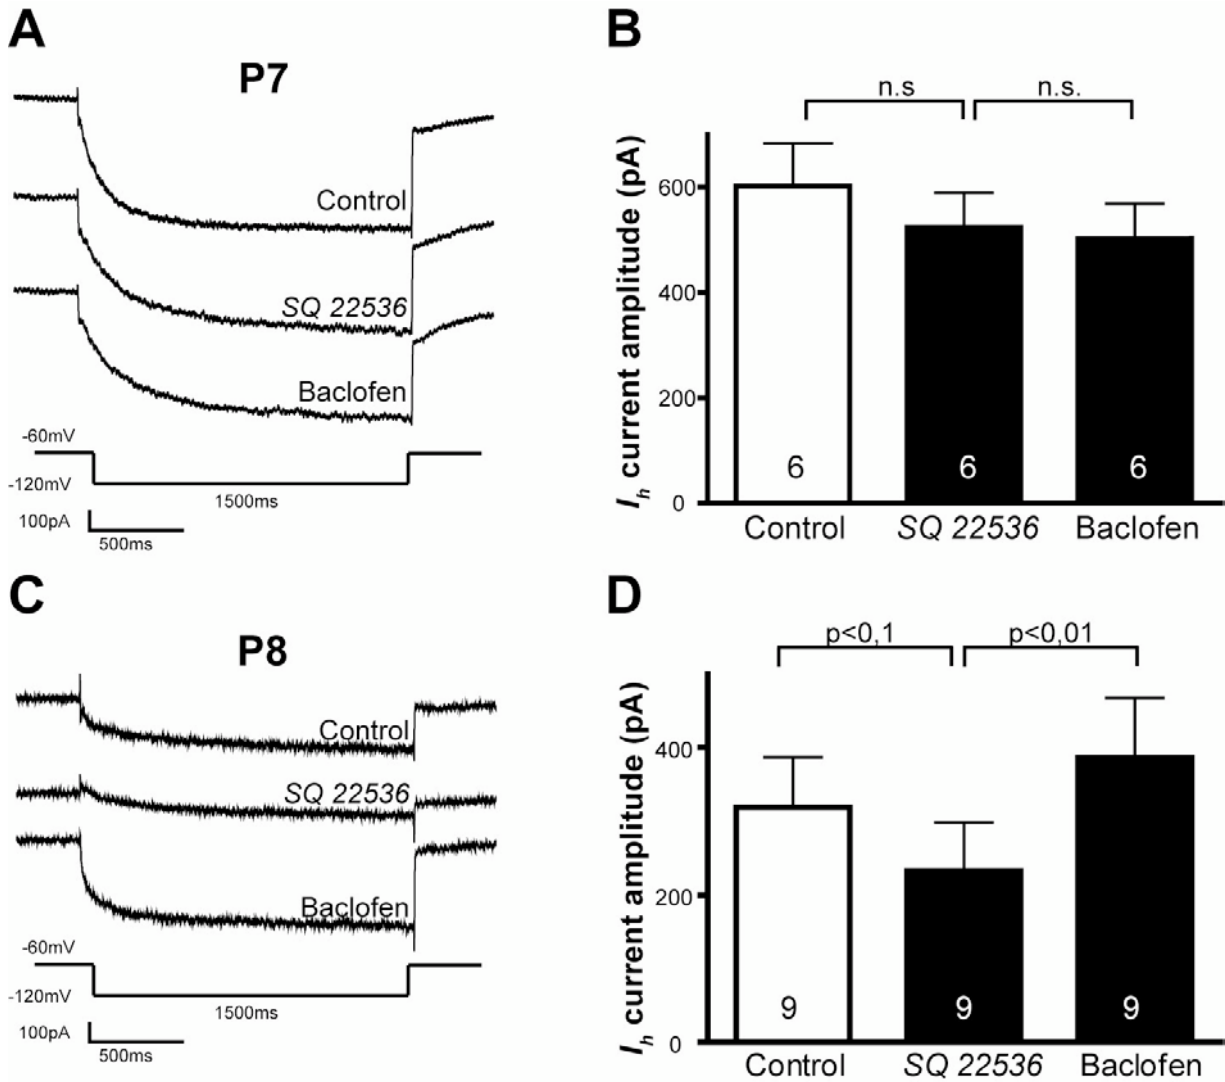 A
P7
Control
SQ 22536
Baclofen
-60mV
-120mV
1500ms
100pA
500ms
B
n.s
n.s.
I h current amplitude (pA)
600
400
200
0
6
6
6
Control
SQ 22536
Baclofen
C
P8
Control
SQ 22536
Baclofen
-60mV
-120mV
1500ms
100pA
500ms
D
p<0,1
p<0,01
I h current amplitude (pA)
400
200
0
9
9
9
Control
SQ 22536
Baclofen